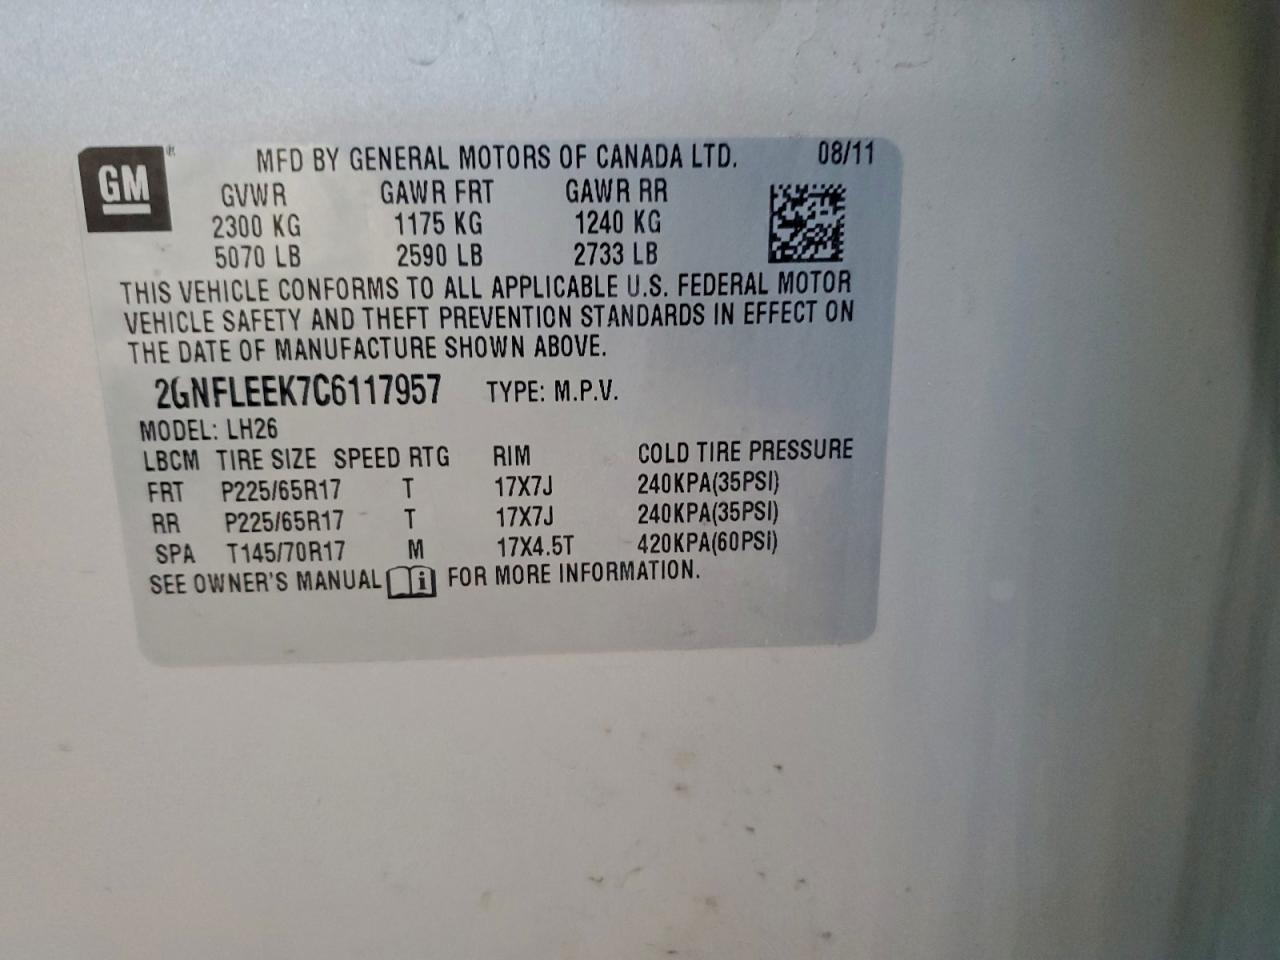 GM ® MFD BY GENERAL MOTORS OF CANADA LTD. 08/11
GVWR GAWR FRT GAWR RR
2300 KG 1175 KG 1240 KG
5070 LB 2590 LB 2733 LB
THIS VEHICLE CONFORMS TO ALL APPLICABLE U.S. FEDERAL MOTOR
VEHICLE SAFETY AND THEFT PREVENTION STANDARDS IN EFFECT ON
THE DATE OF MANUFACTURE SHOWN ABOVE.
2GNFLEEK7C6117957 TYPE: M.P.V.
MODEL: LH26
LBCM TIRE SIZE SPEED RTG RIM COLD TIRE PRESSURE
FRT P225/65R17 T 17X7J 240KPA(35PSI)
RR P225/65R17 T 17X7J 240KPA(35PSI)
SPA T145/70R17 M 17X4.5T 420KPA(60PSI)
SEE OWNER'S MANUAL i FOR MORE INFORMATION.